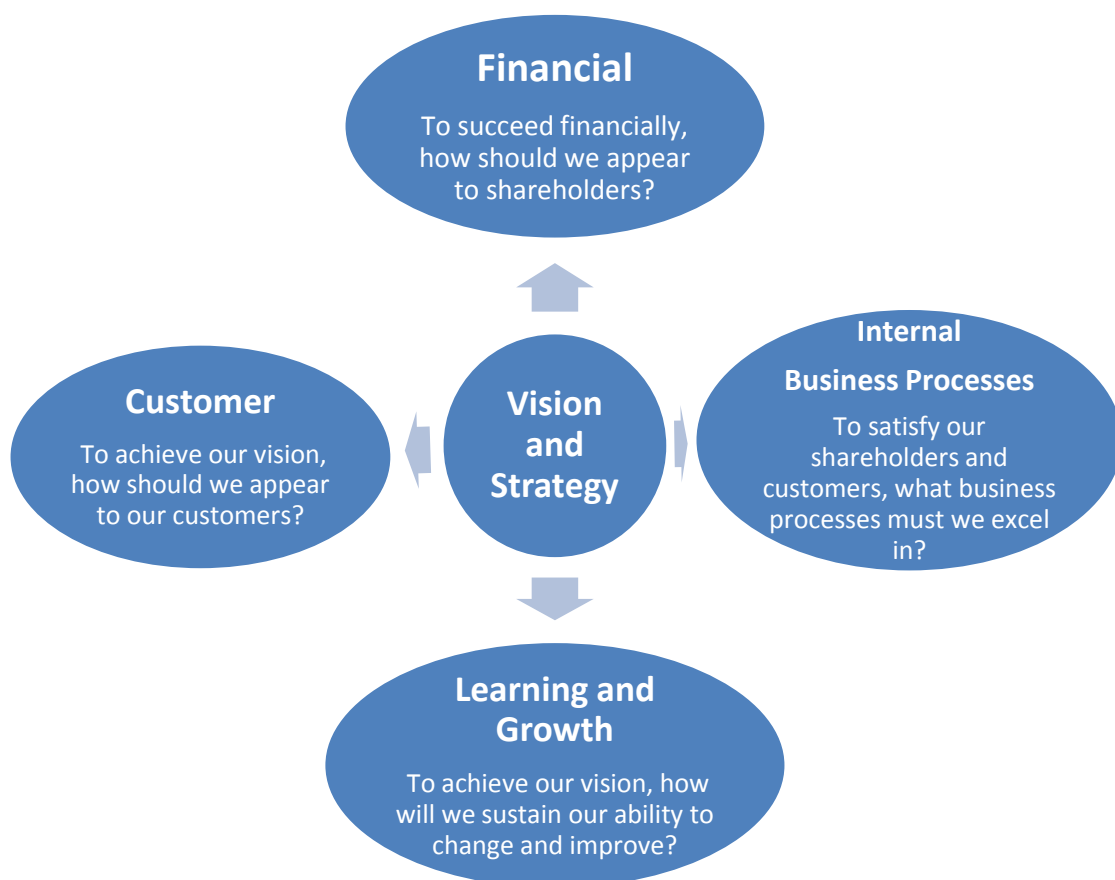 Financial
To succeed financially,
how should we appear
to shareholders?
Customer
To achieve our vision,
how should we appear
to our customers?
Vision
and
Strategy
Internal
Business Processes
To satisfy our
shareholders and
customers, what business
processes must we excel
in?
Learning and
Growth
To achieve our vision, how
will we sustain our ability to
change and improve?